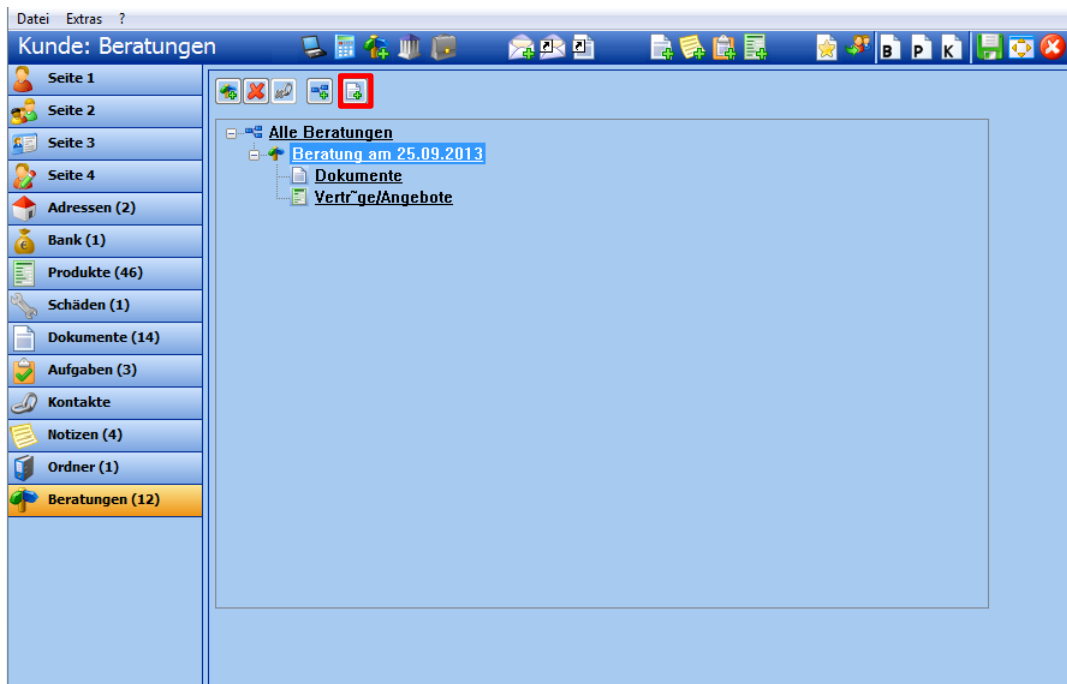 Datei Extras ?
Kunde: Beratungen
B P K
Seite 1
Seite 2
Seite 3
Seite 4
Adressen (2)
Bank (1)
Produkte (46)
Schäden (1)
Dokumente (14)
Aufgaben (3)
Kontakte
Notizen (4)
Ordner (1)
Beratungen (12)
Alle Beratungen
Beratung am 25.09.2013
Dokumente
Vertr˜ge/Angebote